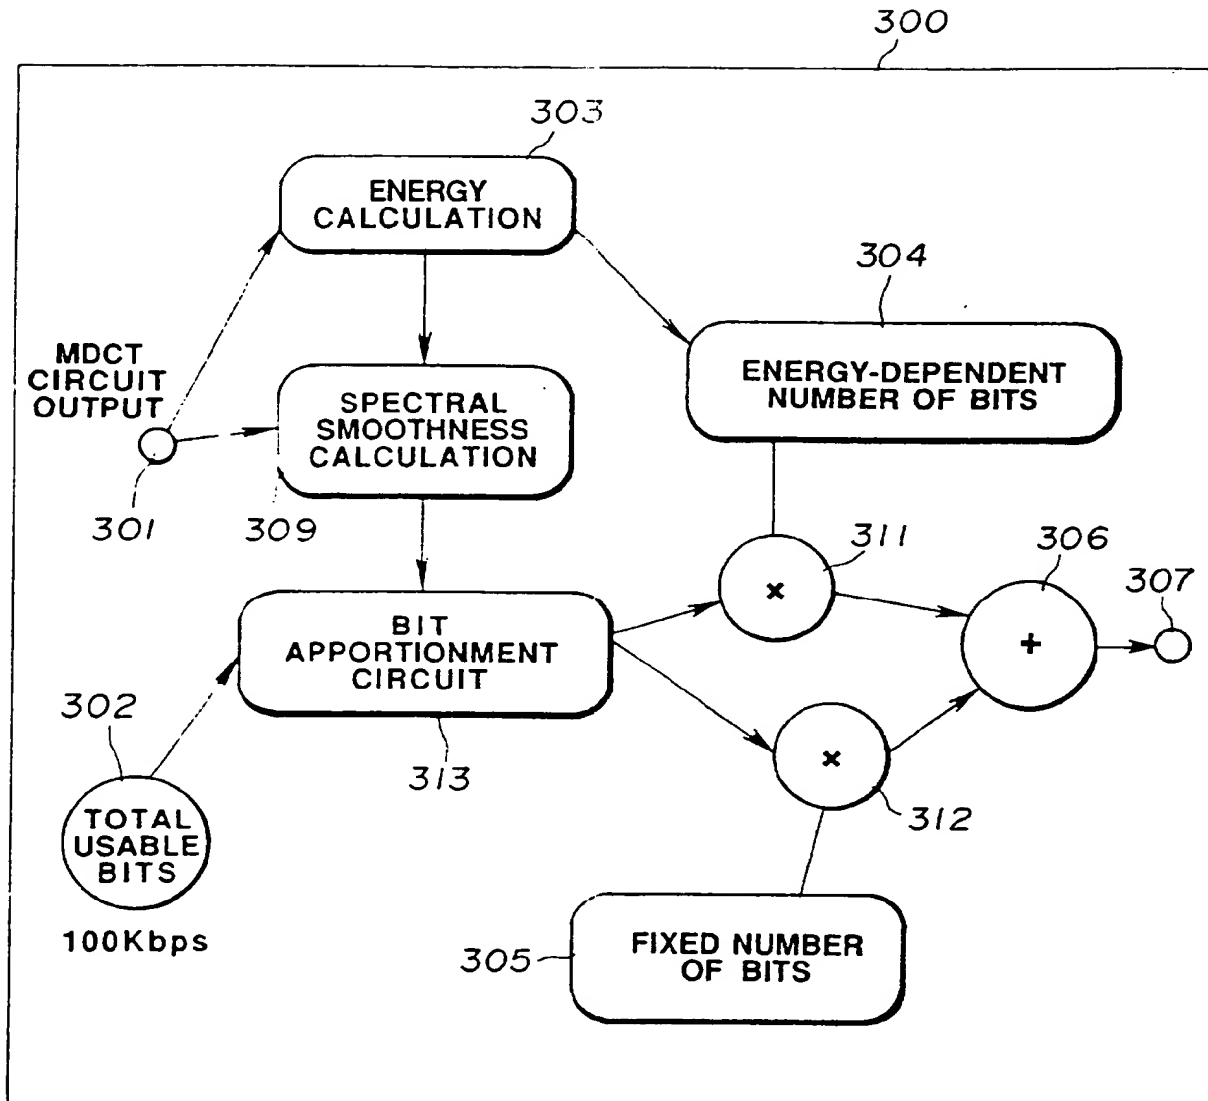 300
303
ENERGY
CALCULATION
304
ENERGY-DEPENDENT
NUMBER OF BITS
MDCT
CIRCUIT
OUTPUT
SPECTRAL
SMOOTHNESS
CALCULATION
301
309
311
×
306
+
307
BIT
APPORTIONMENT
CIRCUIT
302
313
×
312
TOTAL
USABLE
BITS
100Kbps
305
FIXED NUMBER
OF BITS